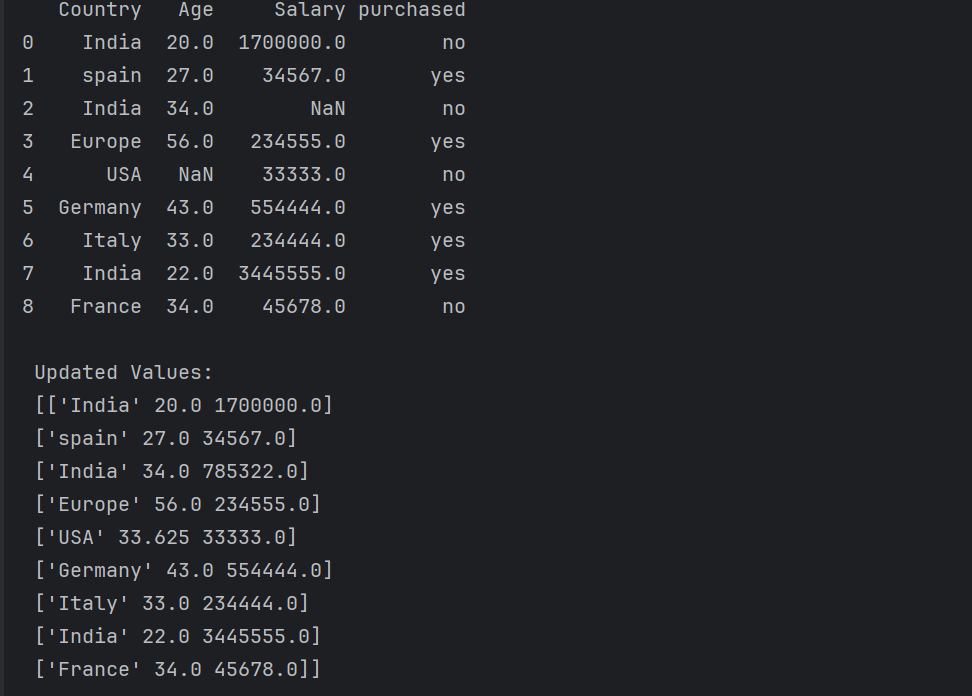 Country Age Salary purchased
0 India 20.0 1700000.0 no
1 spain 27.0 34567.0 yes
2 India 34.0 NaN no
3 Europe 56.0 234555.0 yes
4 USA NaN 33333.0 no
5 Germany 43.0 554444.0 yes
6 Italy 33.0 234444.0 yes
7 India 22.0 3445555.0 yes
8 France 34.0 45678.0 no
Updated Values:
[['India' 20.0 1700000.0]
['spain' 27.0 34567.0]
['India' 34.0 785322.0]
['Europe' 56.0 234555.0]
['USA' 33.625 33333.0]
['Germany' 43.0 554444.0]
['Italy' 33.0 234444.0]
['India' 22.0 3445555.0]
['France' 34.0 45678.0]]